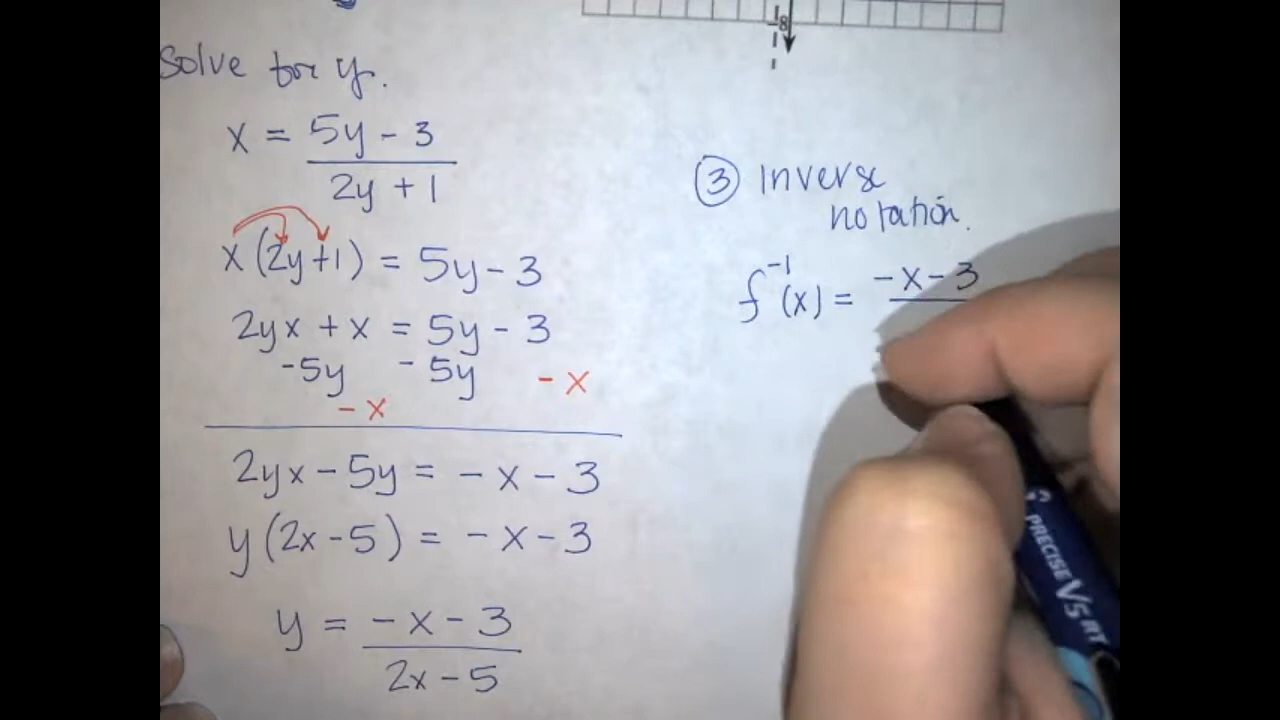 -8
Solve for y.
x = 5y - 3
2y + 1
x (2y+1) = 5y - 3
2yx + x = 5y - 3
-5y - 5y - x
- x
2yx - 5y = - x - 3
y (2x - 5) = - x - 3
y = - x - 3
2x - 5
③ inverse
notation.
f⁻¹(x) = - x - 3
PRECISE V5 RT